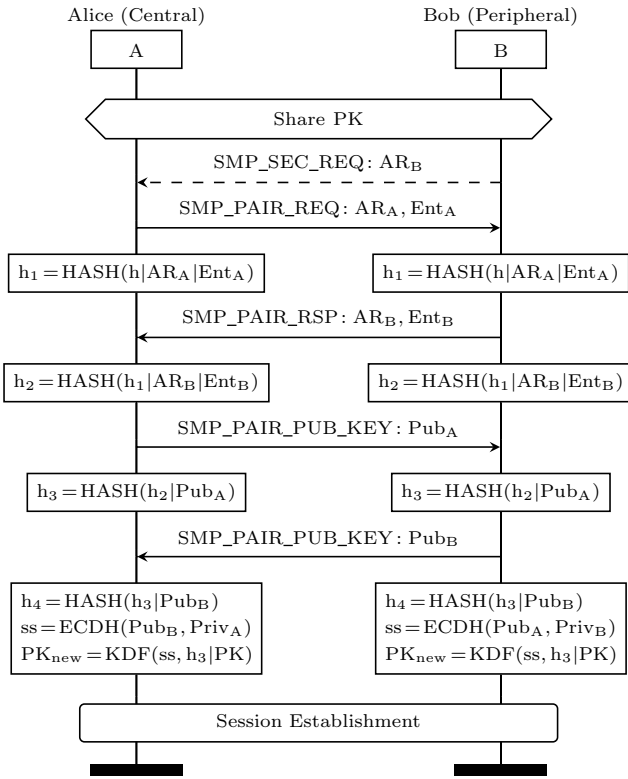 Alice (Central) Bob (Peripheral)
A B
Share PK
SMP_SEC_REQ: AR_B
SMP_PAIR_REQ: AR_A, Ent_A
h_1=HASH(h|AR_A|Ent_A) h_1=HASH(h|AR_A|Ent_A)
SMP_PAIR_RSP: AR_B, Ent_B
h_2=HASH(h_1|AR_B|Ent_B) h_2=HASH(h_1|AR_B|Ent_B)
SMP_PAIR_PUB_KEY: Pub_A
h_3=HASH(h_2|Pub_A) h_3=HASH(h_2|Pub_A)
SMP_PAIR_PUB_KEY: Pub_B
h_4=HASH(h_3|Pub_B) h_4=HASH(h_3|Pub_B)
ss=ECDH(Pub_B, Priv_A) ss=ECDH(Pub_A, Priv_B)
PK_new=KDF(ss, h_3|PK) PK_new=KDF(ss, h_3|PK)
Session Establishment